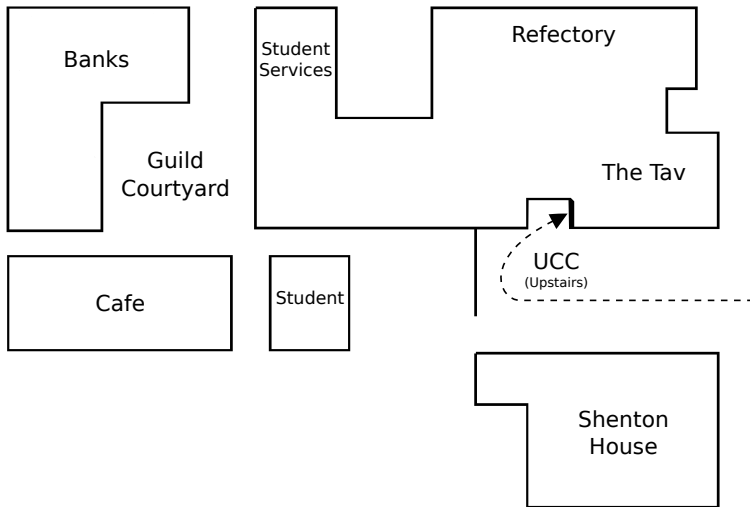 Banks
Student
Services
Refectory
Guild
Courtyard
The Tav
UCC
(Upstairs)
Cafe
Student
Shenton
House